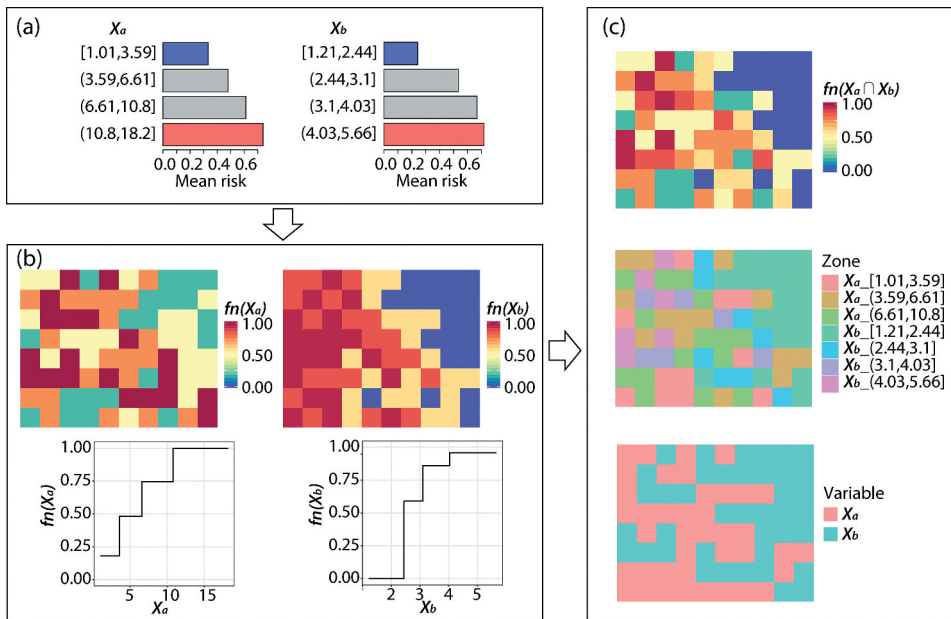 (a)
Xa
[1.01,3.59]
(3.59,6.61]
(6.61,10.8]
(10.8,18.2]
0.0 0.2 0.4 0.6
Mean risk
Xb
[1.21,2.44]
(2.44,3.1]
(3.1,4.03]
(4.03,5.66]
0.0 0.2 0.4 0.6
Mean risk
(b)
fn(Xa)
1.00
0.50
0.00
fn(Xb)
1.00
0.50
0.00
fn(Xa)
1.00
0.75
0.50
0.25
0.00
5 10 15
Xa
fn(Xb)
1.00
0.75
0.50
0.25
0.00
2 3 4 5
Xb
(c)
fn(Xa ∩ Xb)
1.00
0.50
0.00
Zone
Xa_[1.01,3.59]
Xa_(3.59,6.61]
Xa_(6.61,10.8]
Xb_[1.21,2.44]
Xb_(2.44,3.1]
Xb_(3.1,4.03]
Xb_(4.03,5.66]
Variable
Xa
Xb